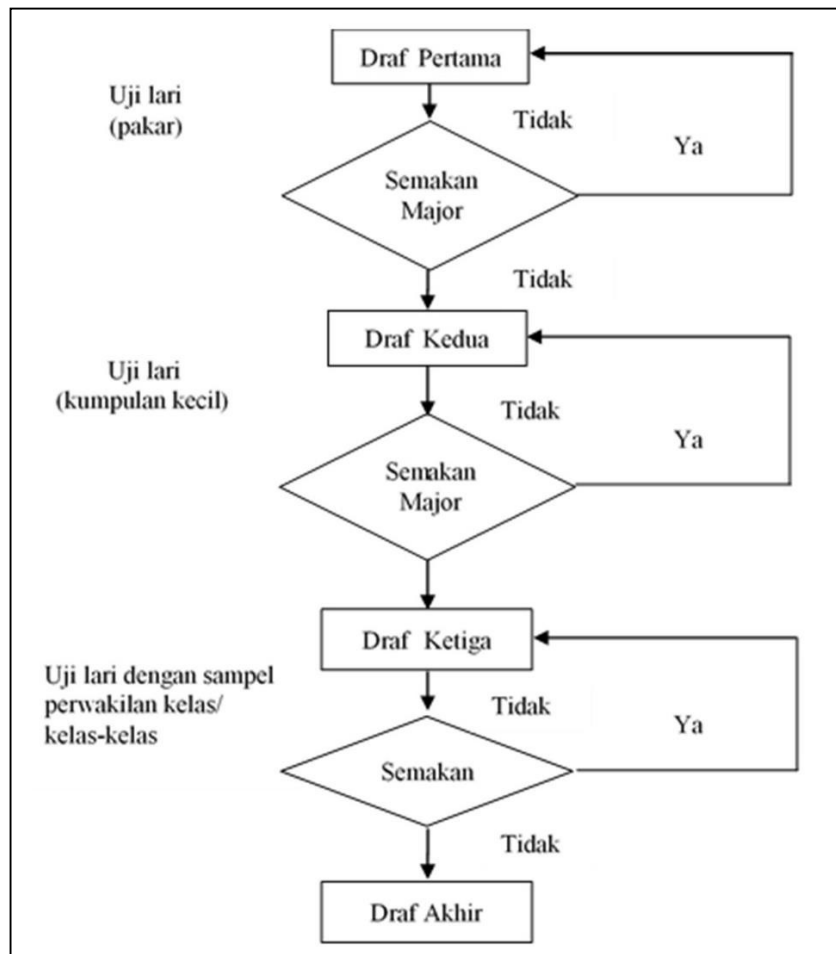 Draf Pertama
Uji lari
(pakar)
Tidak
Ya
Semakan
Major
Tidak
Draf Kedua
Uji lari
(kumpulan kecil)
Tidak
Ya
Semakan
Major
Draf Ketiga
Uji lari dengan sampel
perwakilan kelas/
kelas-kelas
Tidak
Ya
Semakan
Tidak
Draf Akhir